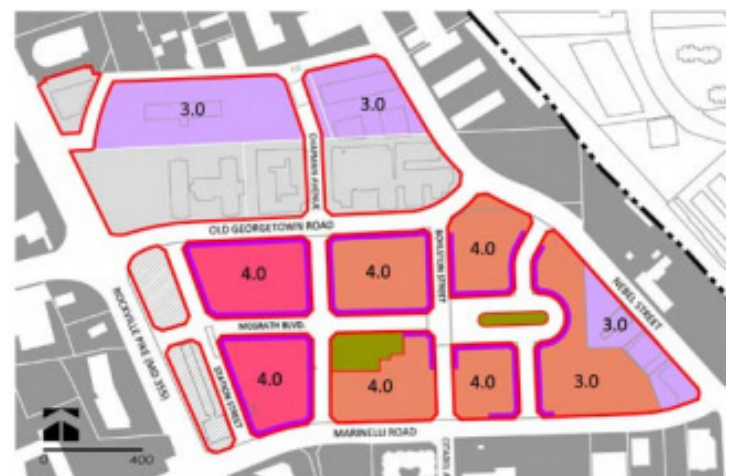 3.0
3.0
CHAPMAN AVENUE
OLD GEORGETOWN ROAD
4.0
4.0
4.0
ROCKVILLE PIKE (MD 355)
BOYLSTON STREET
NEBEL STREET
MCGRATH BLVD.
3.0
STATION STREET
4.0
4.0
4.0
3.0
MARINELLI ROAD
0 400